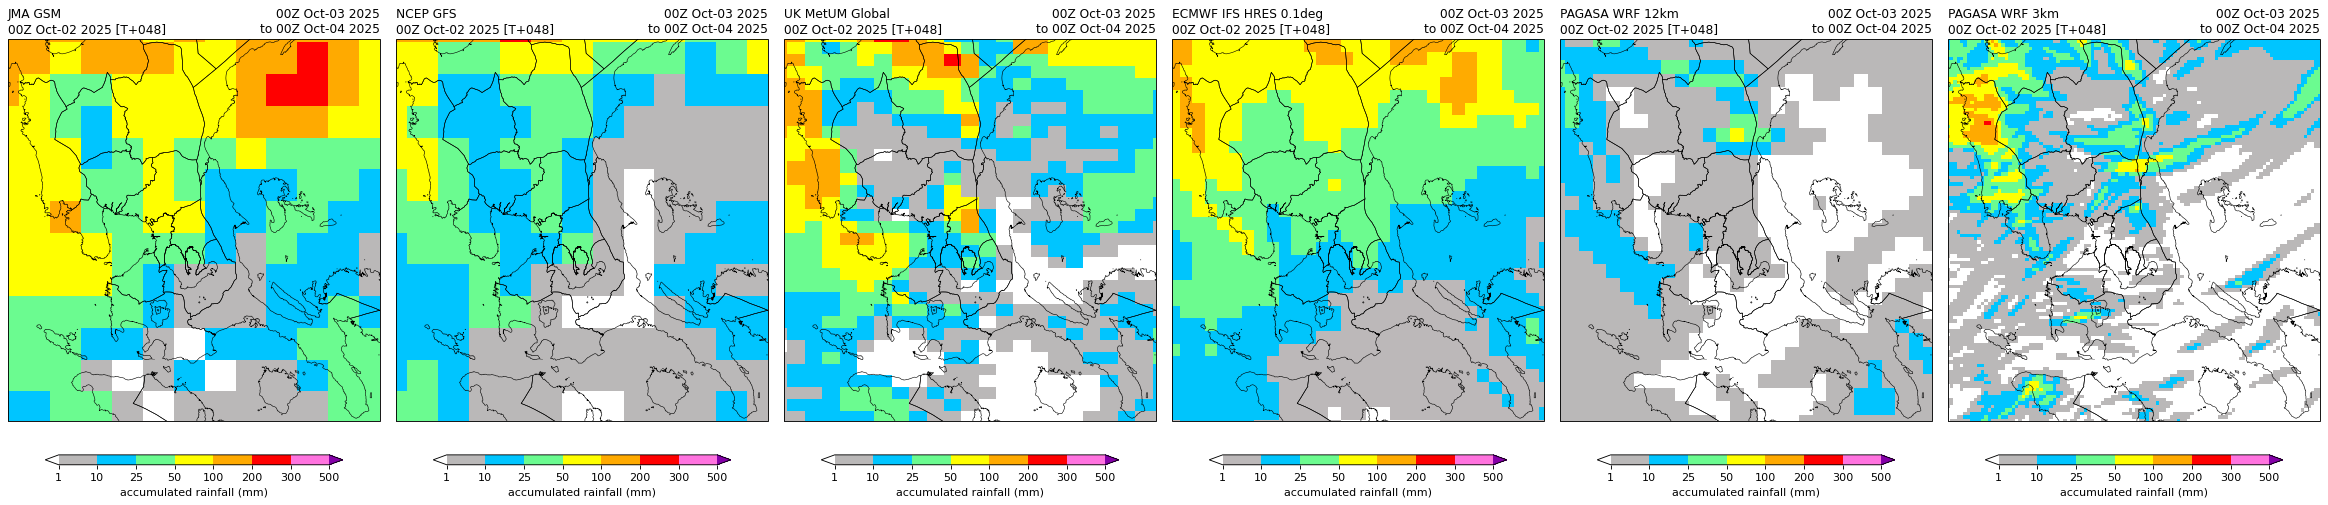 JMA GSM 00Z Oct-03 2025
00Z Oct-02 2025 [T+048] to 00Z Oct-04 2025
1 10 25 50 100 200 300 500
accumulated rainfall (mm)
NCEP GFS 00Z Oct-03 2025
00Z Oct-02 2025 [T+048] to 00Z Oct-04 2025
1 10 25 50 100 200 300 500
accumulated rainfall (mm)
UK MetUM Global 00Z Oct-03 2025
00Z Oct-02 2025 [T+048] to 00Z Oct-04 2025
1 10 25 50 100 200 300 500
accumulated rainfall (mm)
ECMWF IFS HRES 0.1deg 00Z Oct-03 2025
00Z Oct-02 2025 [T+048] to 00Z Oct-04 2025
1 10 25 50 100 200 300 500
accumulated rainfall (mm)
PAGASA WRF 12km 00Z Oct-03 2025
00Z Oct-02 2025 [T+048] to 00Z Oct-04 2025
1 10 25 50 100 200 300 500
accumulated rainfall (mm)
PAGASA WRF 3km 00Z Oct-03 2025
00Z Oct-02 2025 [T+048] to 00Z Oct-04 2025
1 10 25 50 100 200 300 500
accumulated rainfall (mm)